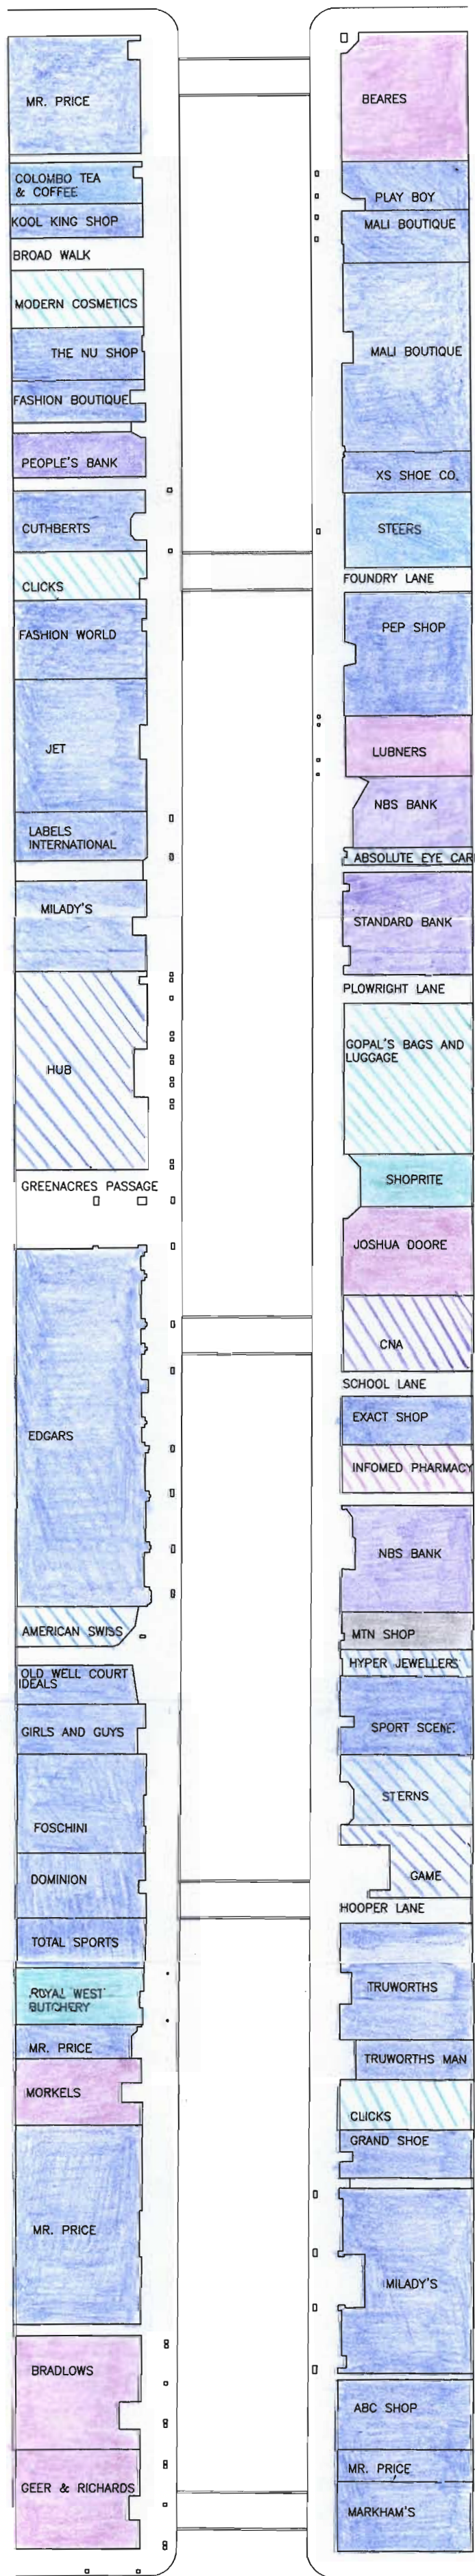 MR. PRICE
COLOMBO TEA
& COFFEE
KOOL KING SHOP
BROAD WALK
MODERN COSMETICS
THE NU SHOP
FASHION BOUTIQUE
PEOPLE'S BANK
CUTHBERTS
CLICKS
FASHION WORLD
JET
LABELS
INTERNATIONAL
MILADY'S
HUB
GREENACRES PASSAGE
EDGARS
AMERICAN SWISS
OLD WELL COURT
IDEALS
GIRLS AND GUYS
FOSCHINI
DOMINION
TOTAL SPORTS
ROYAL WEST
BUTCHERY
MR. PRICE
MORKELS
MR. PRICE
BRADLOWS
GEER & RICHARDS
BEARES
PLAY BOY
MALI BOUTIQUE
MALI BOUTIQUE
XS SHOE CO.
STEERS
FOUNDRY LANE
PEP SHOP
LUBNERS
NBS BANK
ABSOLUTE EYE CAR
STANDARD BANK
PLOWRIGHT LANE
GOPAL'S BAGS AND
LUGGAGE
SHOPRITE
JOSHUA DOORE
CNA
SCHOOL LANE
EXACT SHOP
INFOMED PHARMACY
NBS BANK
MTN SHOP
HYPER JEWELLERS
SPORT SCENE.
STERNS
GAME
HOOPER LANE
TRUWORTHS
TRUWORTHS MAN
CLICKS
GRAND SHOE
MILADY'S
ABC SHOP
MR. PRICE
MARKHAM'S